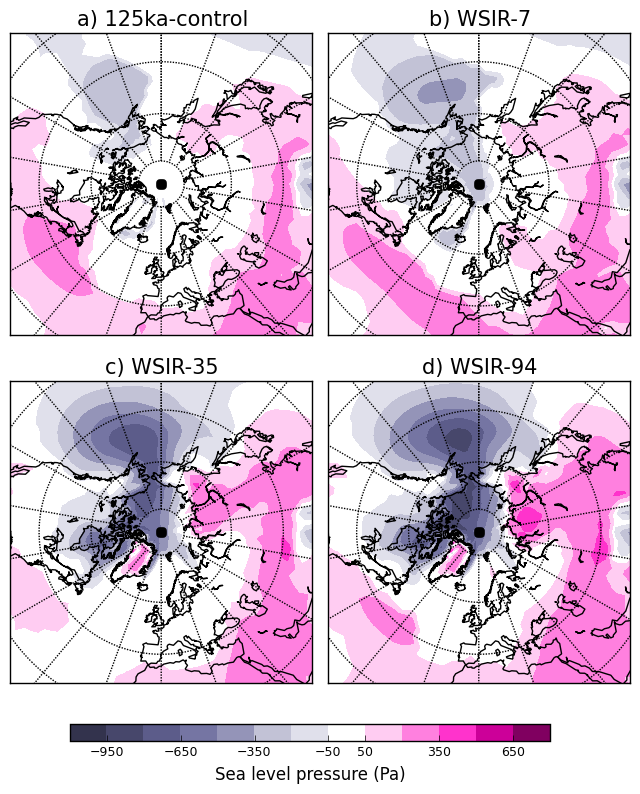 a) 125ka-control
b) WSIR-7
c) WSIR-35
d) WSIR-94
−950 −650 −350 −50 50 350 650
Sea level pressure (Pa)